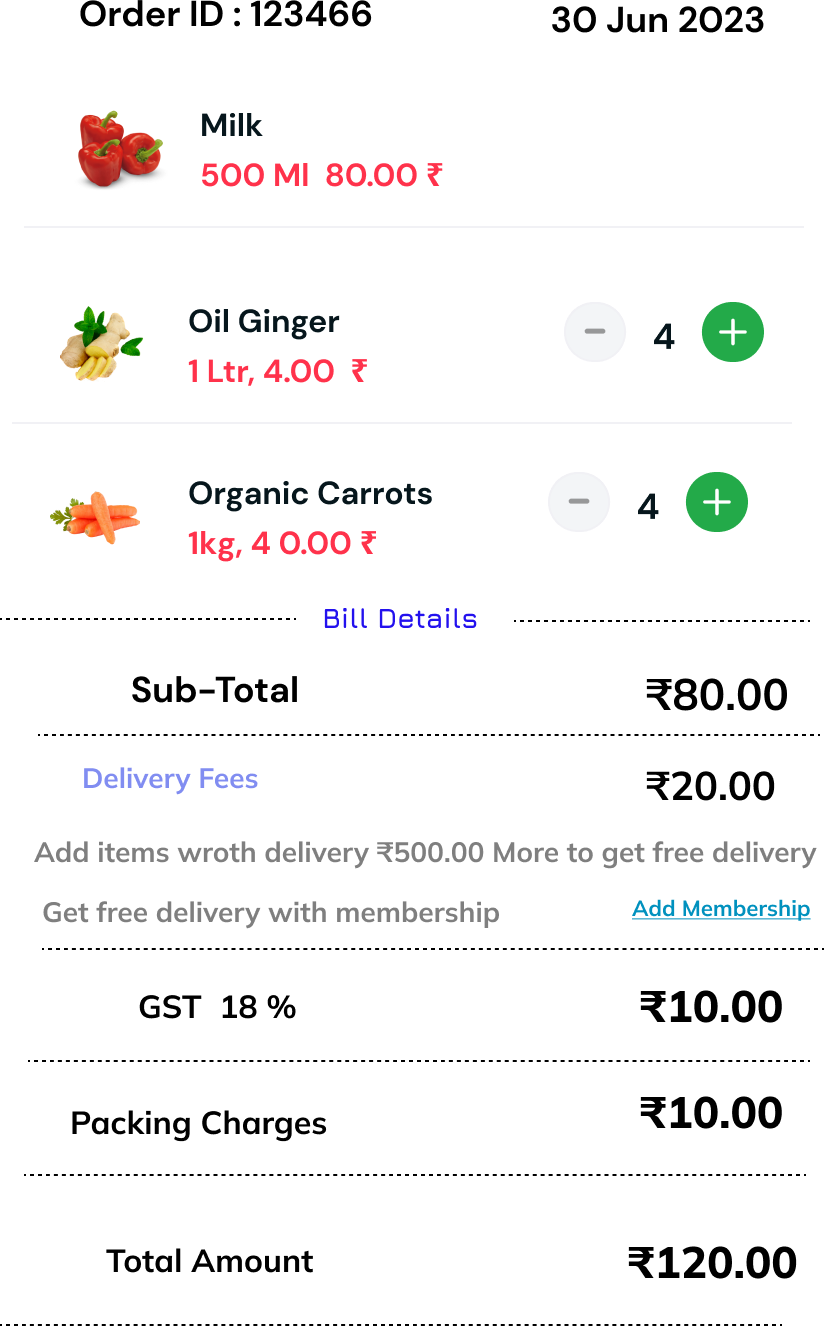 Order ID : 123466
30 Jun 2023
Milk
500 Ml  80.00 ₹
Oil Ginger
1 Ltr, 4.00  ₹
4
Organic Carrots
1kg, 4 0.00 ₹
4
Bill Details
Sub-Total
₹80.00
Delivery Fees
₹20.00
Add items wroth delivery ₹500.00 More to get free delivery
Get free delivery with membership
Add Membership
GST  18 %
₹10.00
Packing Charges
₹10.00
Total Amount
₹120.00